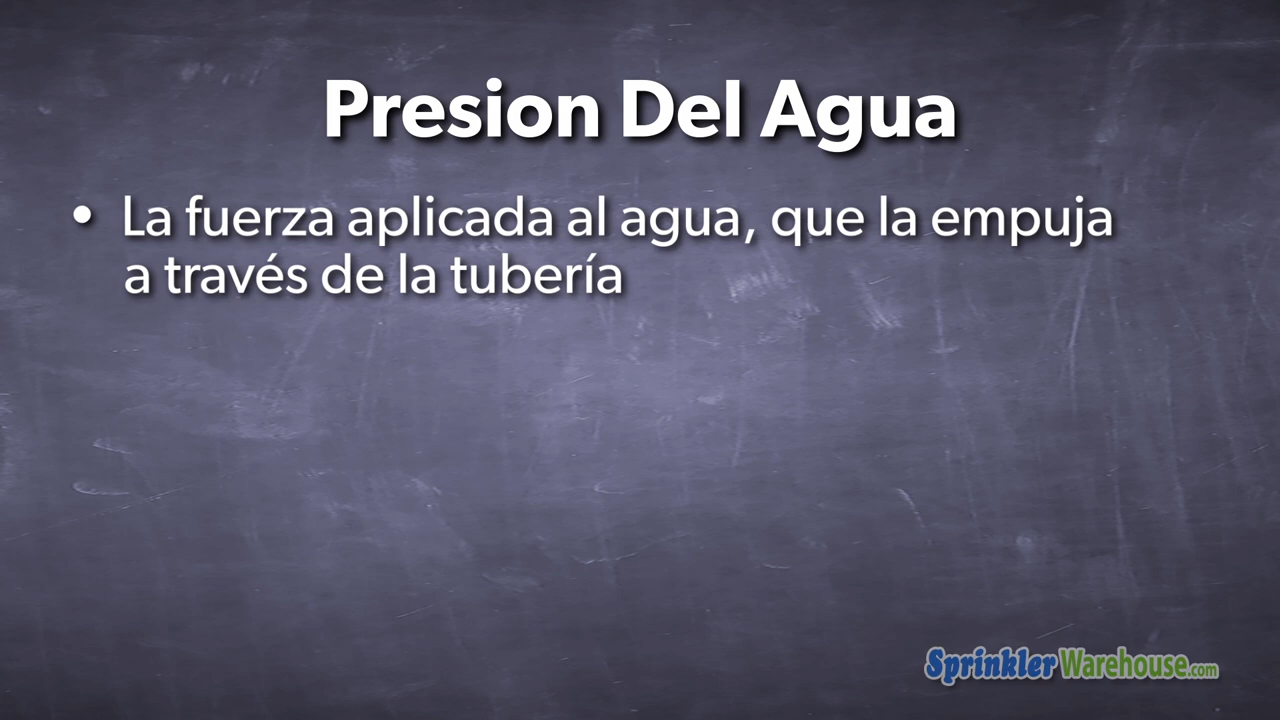 Presion Del Agua
• La fuerza aplicada al agua, que la empuja
a través de la tubería
SprinklerWarehouse.com